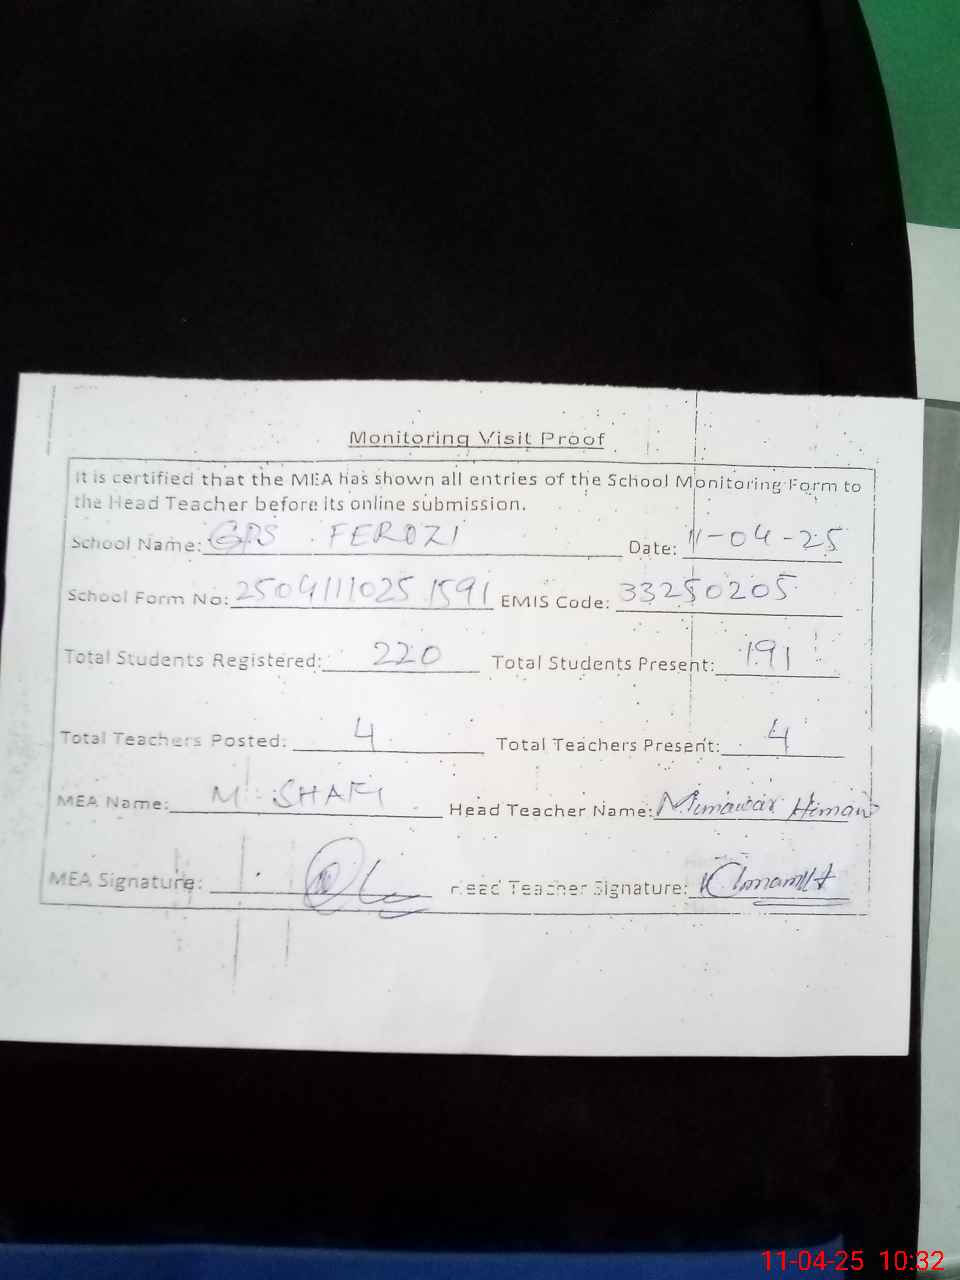 Monitoring Visit Proof
It is certified that the MEA has shown all entries of the School Monitoring Form to
the Head Teacher before its online submission.
School Name: GPS FEROZI Date: 11-04-25
School Form No: 25041110251591 EMIS Code: 33250205
Total Students Registered: 220 Total Students Present: 191
Total Teachers Posted: 4 Total Teachers Present: 4
MEA Name: M. SHAFI Head Teacher Name: Munawar
MEA Signature: Head Teacher Signature:
11-04-25 10:32